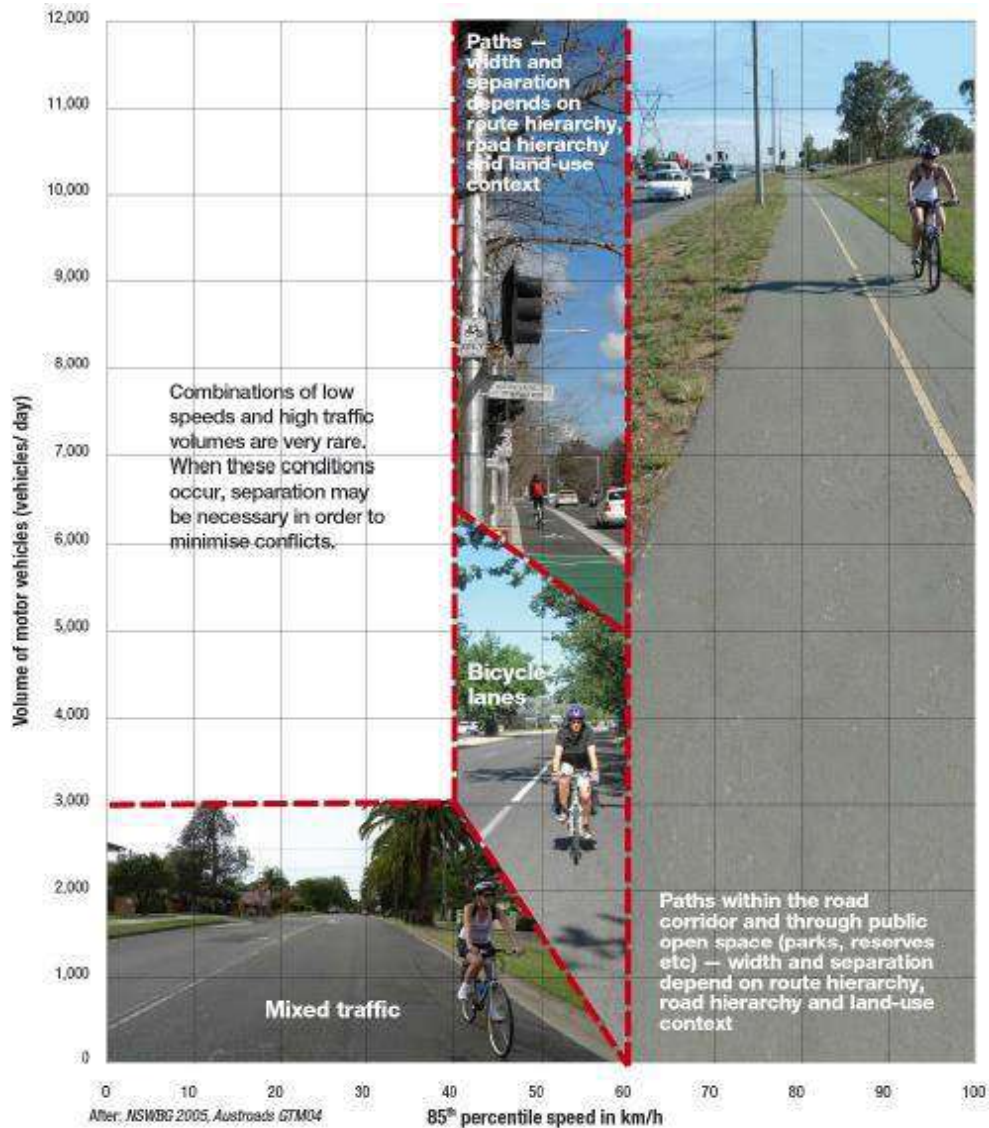 12,000
11,000
10,000
9,000
8,000
7,000
6,000
5,000
4,000
3,000
2,000
1,000
0
Volume of motor vehicles (vehicles/ day)
Paths —
width and
separation
depends on
route hierarchy,
road hierarchy
and land-use
context
Combinations of low
speeds and high traffic
volumes are very rare.
When these conditions
occur, separation may
be necessary in order to
minimise conflicts.
Bicycle
lanes
Mixed traffic
Paths within the road
corridor and through public
open space (parks, reserves
etc) — width and separation
depend on route hierarchy,
road hierarchy and land-use
context
0 10 20 30 40 50 60 70 80 90 100
After: NSWBG 2005, Austroads GTM04
85th percentile speed in km/h